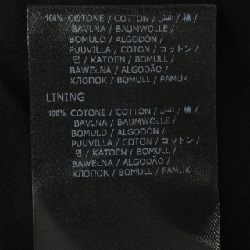 100% COTONE / COTTON / قطن / 棉
/ BAVLNA / BAUMWOLLE /
BOMULD / ALGODÓN /
PUUVILLA / COTON / コットン /
면 / KATOEN / BOMULL /
BAWEŁNA / ALGODÃO /
ХЛОПОК / BOMULL / PAMUK
LINING
100% COTONE / COTTON / قطن / 棉
/ BAVLNA / BAUMWOLLE /
BOMULD / ALGODÓN /
PUUVILLA / COTON / コットン /
면 / KATOEN / BOMULL /
BAWEŁNA / ALGODÃO /
ХЛОПОК / BOMULL / PAMUK